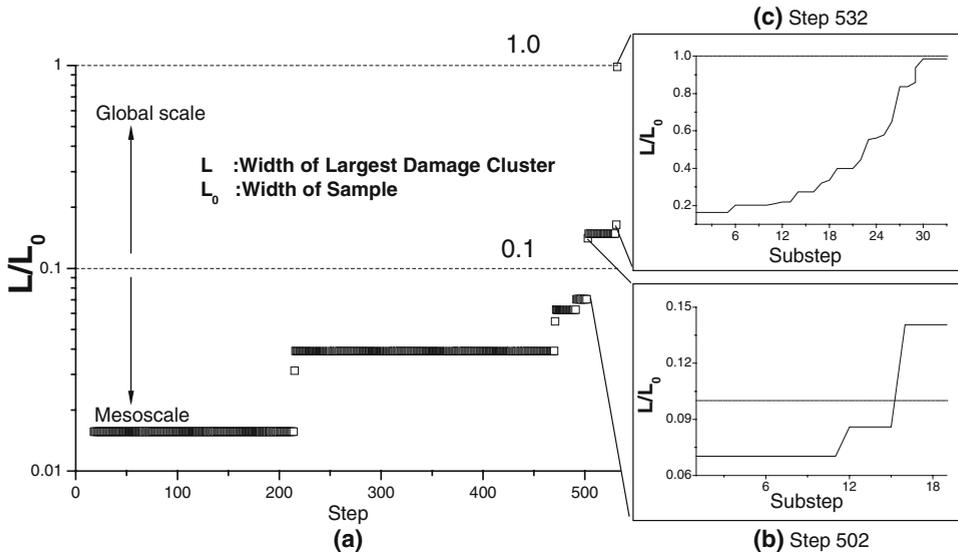 (c) Step 532
1.0
1
Global scale
L :Width of Largest Damage Cluster
L0 :Width of Sample
L/L0
0.1
0.1
Mesoscale
0.01
0 100 200 300 400 500
Step
(a)
1.0
0.8
0.6
0.4
0.2
L/L0
6 12 18 24 30
Substep
0.15
0.12
0.09
0.06
L/L0
6 12 18
Substep
(b) Step 502